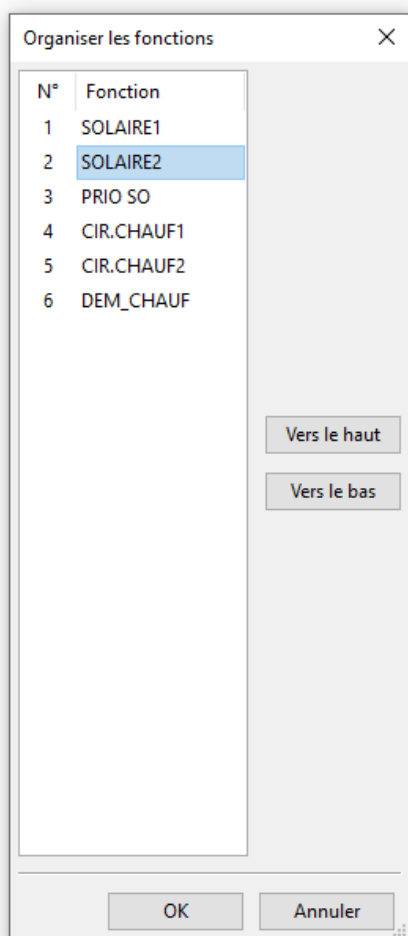 Organiser les fonctions
N° Fonction
1 SOLAIRE1
2 SOLAIRE2
3 PRIO SO
4 CIR.CHAUF1
5 CIR.CHAUF2
6 DEM_CHAUF
Vers le haut
Vers le bas
OK Annuler